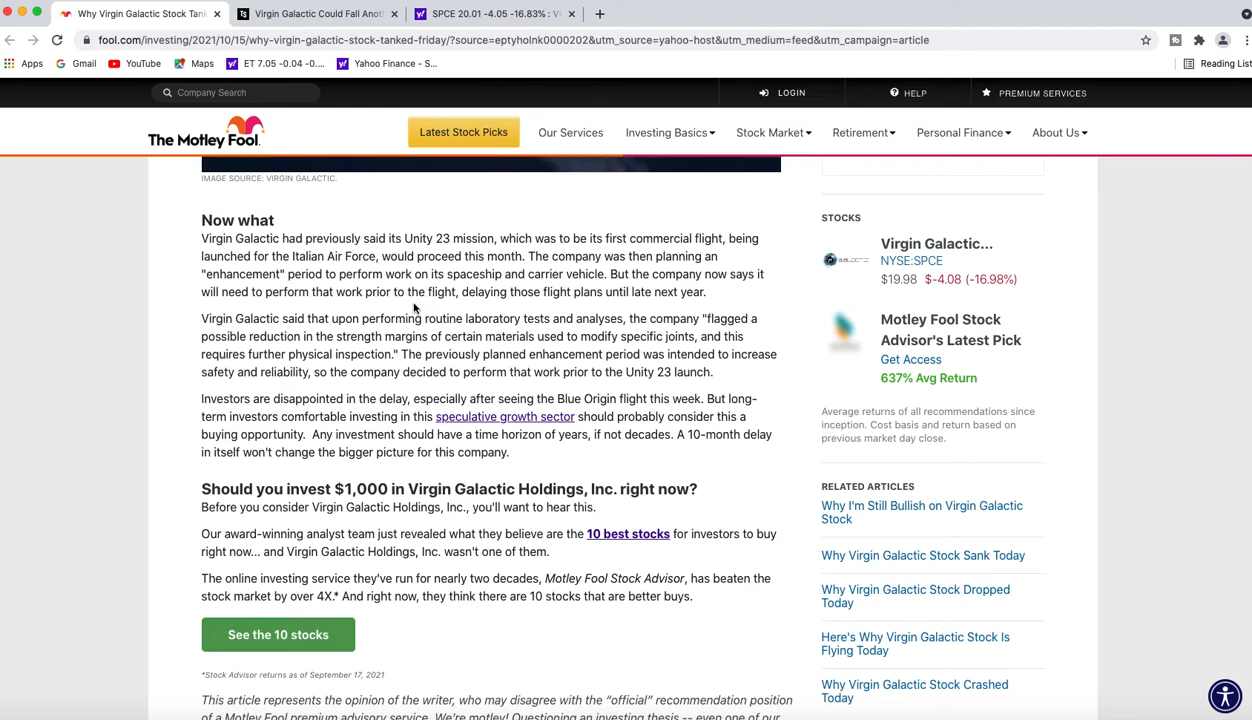 Why Virgin Galactic Stock Tank
Virgin Galactic Could Fall Anoth
SPCE 20.01 -4.05 -16.83% : Vi
fool.com/investing/2021/10/15/why-virgin-galactic-stock-tanked-friday/?source=eptyholnk0000202&utm_source=yahoo-host&utm_medium=feed&utm_campaign=article
Apps
Gmail
YouTube
Maps
ET 7.05 -0.04 -0....
Yahoo Finance - S...
Reading List
Company Search
LOGIN
HELP
PREMIUM SERVICES
The Motley Fool.
Latest Stock Picks
Our Services
Investing Basics
Stock Market
Retirement
Personal Finance
About Us
IMAGE SOURCE: VIRGIN GALACTIC.
Now what
Virgin Galactic had previously said its Unity 23 mission, which was to be its first commercial flight, being
launched for the Italian Air Force, would proceed this month. The company was then planning an
"enhancement" period to perform work on its spaceship and carrier vehicle. But the company now says it
will need to perform that work prior to the flight, delaying those flight plans until late next year.
Virgin Galactic said that upon performing routine laboratory tests and analyses, the company "flagged a
possible reduction in the strength margins of certain materials used to modify specific joints, and this
requires further physical inspection." The previously planned enhancement period was intended to increase
safety and reliability, so the company decided to perform that work prior to the Unity 23 launch.
Investors are disappointed in the delay, especially after seeing the Blue Origin flight this week. But long-
term investors comfortable investing in this speculative growth sector should probably consider this a
buying opportunity. Any investment should have a time horizon of years, if not decades. A 10-month delay
in itself won't change the bigger picture for this company.
Should you invest $1,000 in Virgin Galactic Holdings, Inc. right now?
Before you consider Virgin Galactic Holdings, Inc., you'll want to hear this.
Our award-winning analyst team just revealed what they believe are the 10 best stocks for investors to buy
right now... and Virgin Galactic Holdings, Inc. wasn't one of them.
The online investing service they've run for nearly two decades, Motley Fool Stock Advisor, has beaten the
stock market by over 4X.* And right now, they think there are 10 stocks that are better buys.
See the 10 stocks
*Stock Advisor returns as of September 17, 2021
This article represents the opinion of the writer, who may disagree with the “official” recommendation position
of a Motley Fool premium advisory service. We’re motley! Questioning an investing thesis -- even one of our
STOCKS
Virgin Galactic...
NYSE:SPCE
$19.98 $-4.08 (-16.98%)
Motley Fool Stock
Advisor's Latest Pick
Get Access
637% Avg Return
Average returns of all recommendations since
inception. Cost basis and return based on
previous market day close.
RELATED ARTICLES
Why I'm Still Bullish on Virgin Galactic
Stock
Why Virgin Galactic Stock Sank Today
Why Virgin Galactic Stock Dropped
Today
Here's Why Virgin Galactic Stock Is
Flying Today
Why Virgin Galactic Stock Crashed
Today